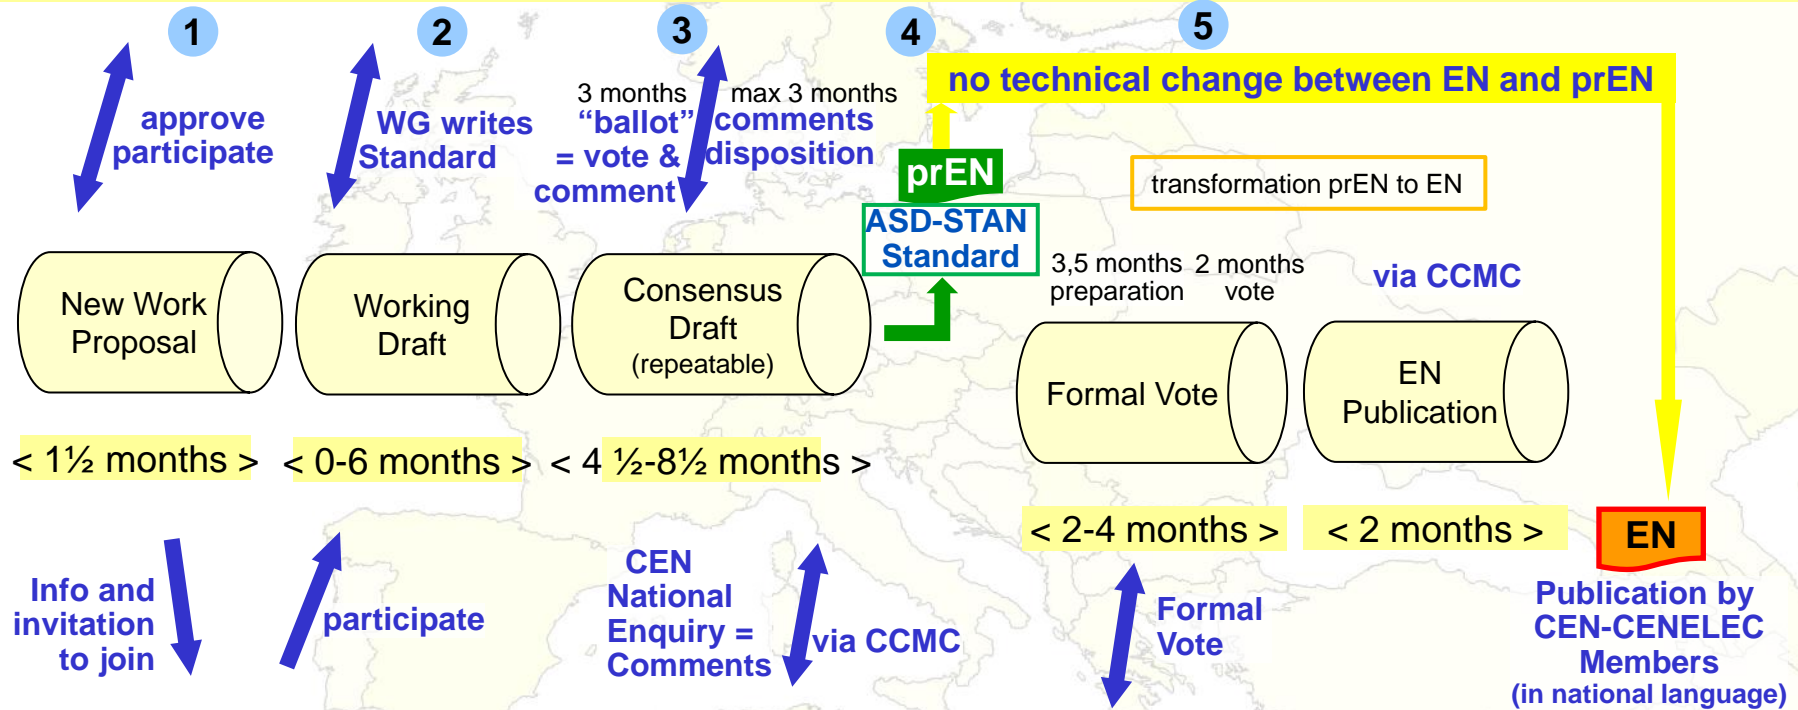 1
2
3
4
5
no technical change between EN and prEN
approve
participate
WG writes
Standard
3 months
“ballot”
= vote &
comment
max 3 months
comments
disposition
prEN
ASD-STAN
Standard
transformation prEN to EN
New Work
Proposal
Working
Draft
Consensus
Draft
(repeatable)
3,5 months
preparation
2 months
vote
via CCMC
Formal Vote
EN
Publication
< 1½ months >
< 0-6 months >
< 4 ½-8½ months >
< 2-4 months >
< 2 months >
EN
Info and
invitation
to join
participate
CEN
National
Enquiry =
Comments
via CCMC
Formal
Vote
Publication by
CEN-CENELEC
Members
(in national language)